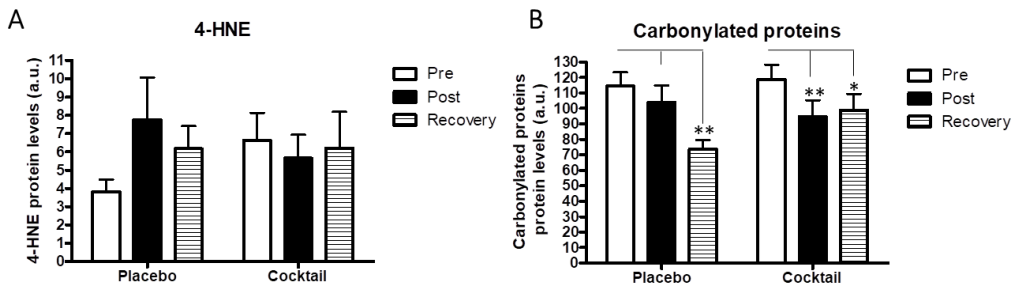 A
4-HNE
4-HNE protein levels (a.u.)
11
10
9
8
7
6
5
4
3
2
1
0
Placebo
Cocktail
Pre
Post
Recovery
B
Carbonylated proteins
Carbonylated proteins
protein levels (a.u.)
130
120
110
100
90
80
70
60
50
40
30
20
10
0
**
**
*
Placebo
Cocktail
Pre
Post
Recovery